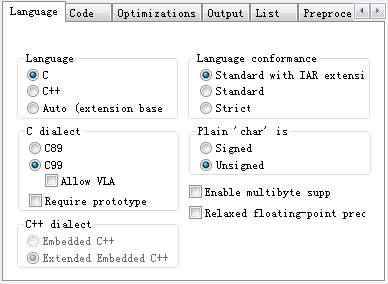 Language Code Optimizations Output List Preproce
Language
C
C++
Auto (extension base
Language conformance
Standard with IAR extensi
Standard
Strict
C dialect
C89
C99
Allow VLA
Require prototype
Plain 'char' is
Signed
Unsigned
Enable multibyte supp
Relaxed floating-point prec
C++ dialect
Embedded C++
Extended Embedded C++